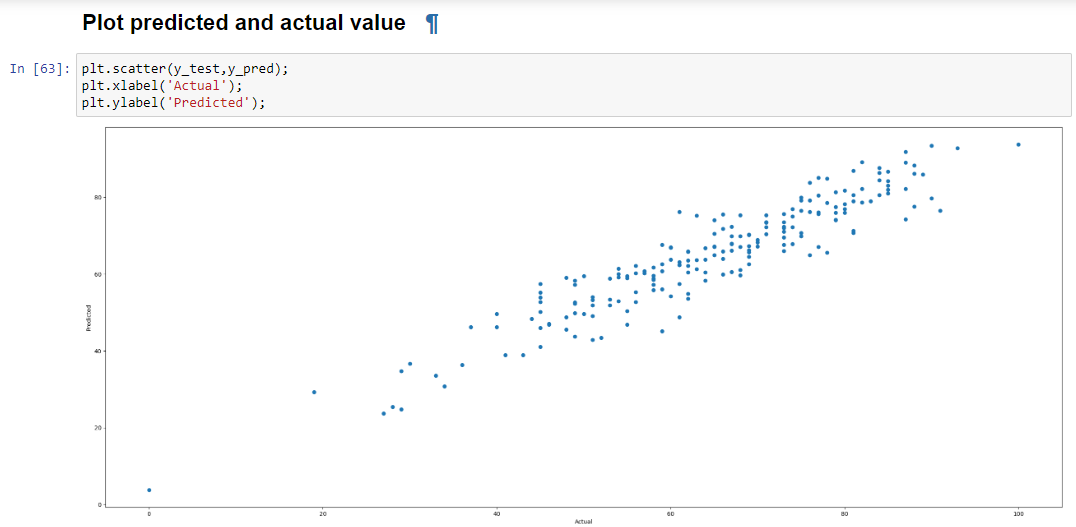 Plot predicted and actual value ¶
In [63]: plt.scatter(y_test,y_pred);
plt.xlabel('Actual');
plt.ylabel('Predicted');
80
60
40
20
0
Predicted
0 20 40 60 80 100
Actual